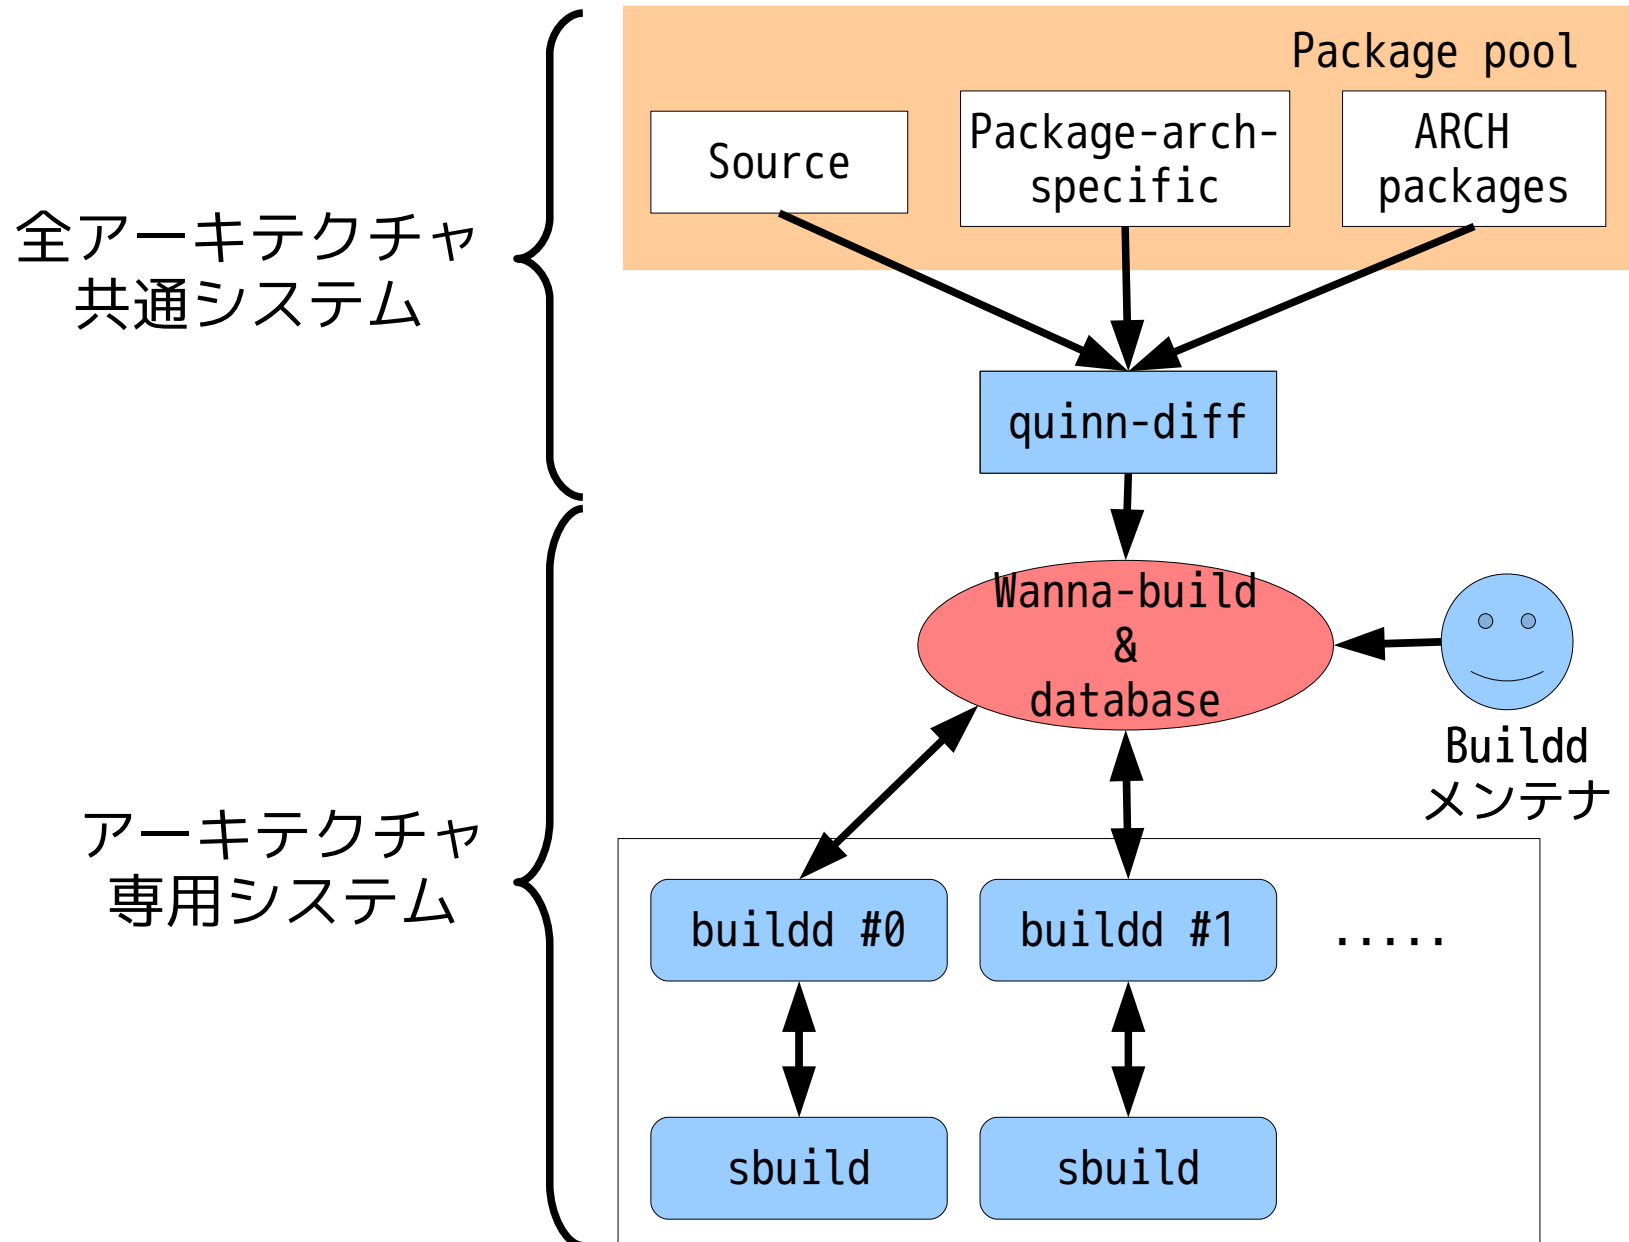 Package pool
Source
Package-arch-
specific
ARCH
packages
全アーキテクチャ
共通システム
quinn-diff
Wanna-build
&
database
Buildd
メンテナ
アーキテクチャ
専用システム
buildd #0
buildd #1
.....
sbuild
sbuild